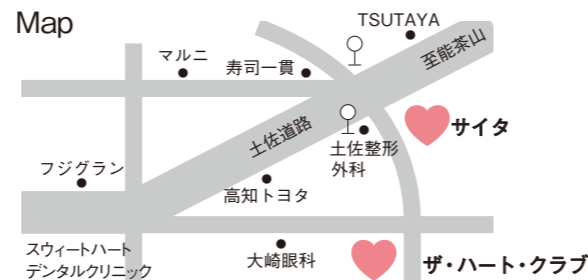 Map
TSUTAYA
至能茶山
マルニ
寿司一貫
土佐道路
サイタ
土佐整形
外科
フジグラン
高知トヨタ
スウィートハート
デンタルクリニック
大崎眼科
ザ・ハート・クラブ